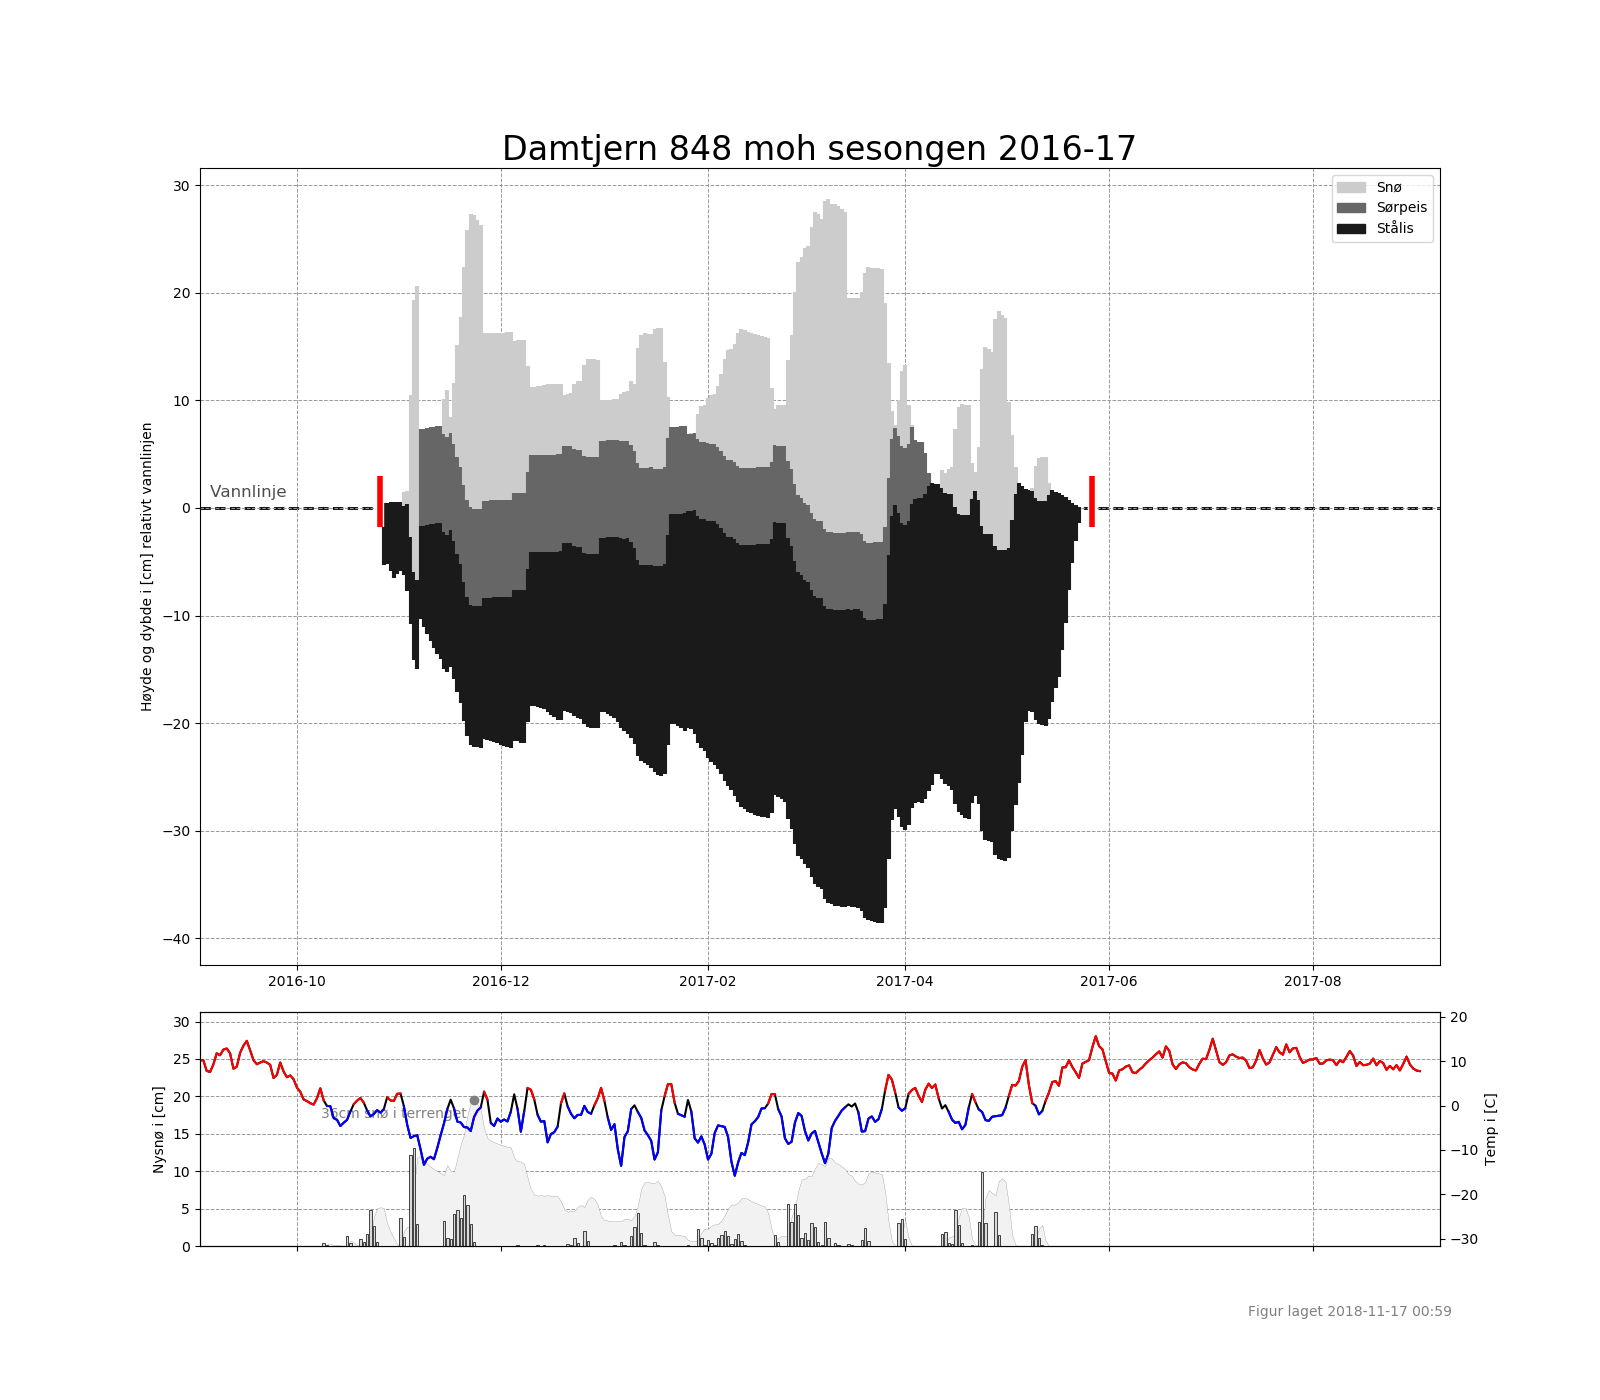 Damtjern 848 moh sesongen 2016-17
Snø
Sørpeis
Stålis
30
20
10
0
−10
−20
−30
−40
Høyde og dybde i [cm] relativt vannlinjen
Vannlinje
2016-10
2016-12
2017-02
2017-04
2017-06
2017-08
30
25
20
15
10
5
0
Nysnø i [cm]
36cm snø i terrenget
20
10
0
−10
−20
−30
Temp i [C]
Figur laget 2018-11-17 00:59